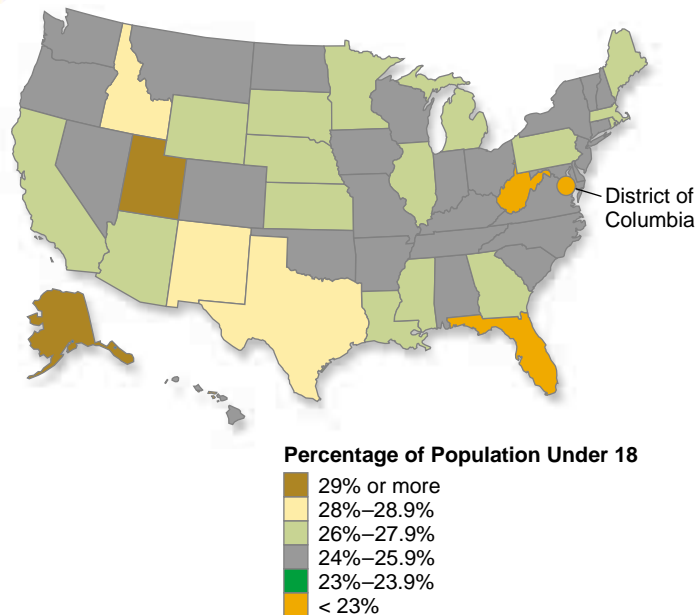 District of
Columbia
Percentage of Population Under 18
29% or more
28%–28.9%
26%–27.9%
24%–25.9%
23%–23.9%
< 23%